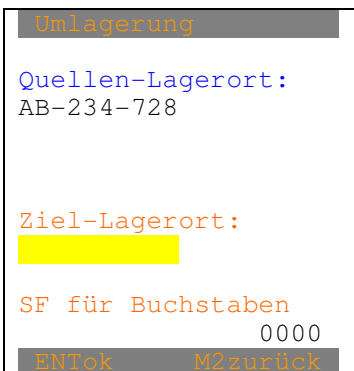 Umlagerung
Quellen-Lagerort:
AB-234-728
Ziel-Lagerort:
SF für Buchstaben
0000
ENTok M2zurück